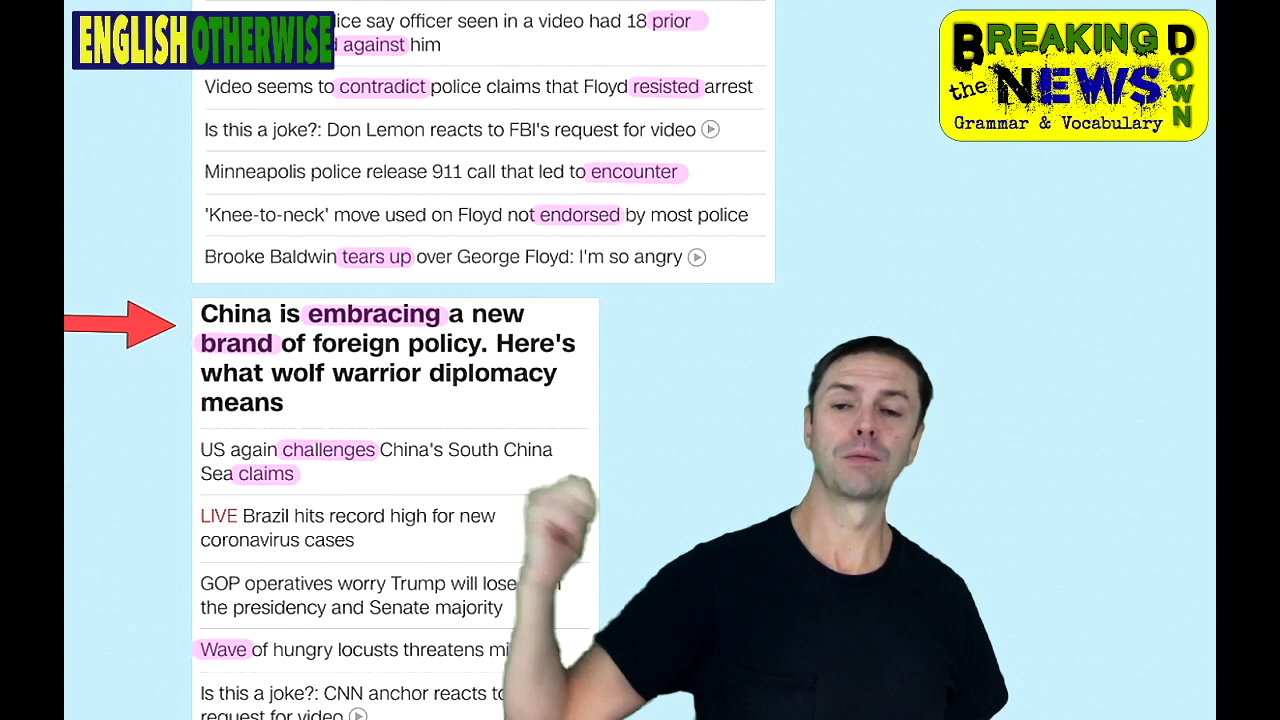 ENGLISH OTHERWISE
BREAKING DOWN
the NEWS
Grammar & Vocabulary
say officer seen in a video had 18 prior
against him
Video seems to contradict police claims that Floyd resisted arrest
Is this a joke?: Don Lemon reacts to FBI's request for video
Minneapolis police release 911 call that led to encounter
'Knee-to-neck' move used on Floyd not endorsed by most police
Brooke Baldwin tears up over George Floyd: I'm so angry
China is embracing a new
brand of foreign policy. Here's
what wolf warrior diplomacy
means
US again challenges China's South China
Sea claims
LIVE Brazil hits record high for new
coronavirus cases
GOP operatives worry Trump will lose
the presidency and Senate majority
Wave of hungry locusts threatens
Is this a joke?: CNN anchor reacts
request for video